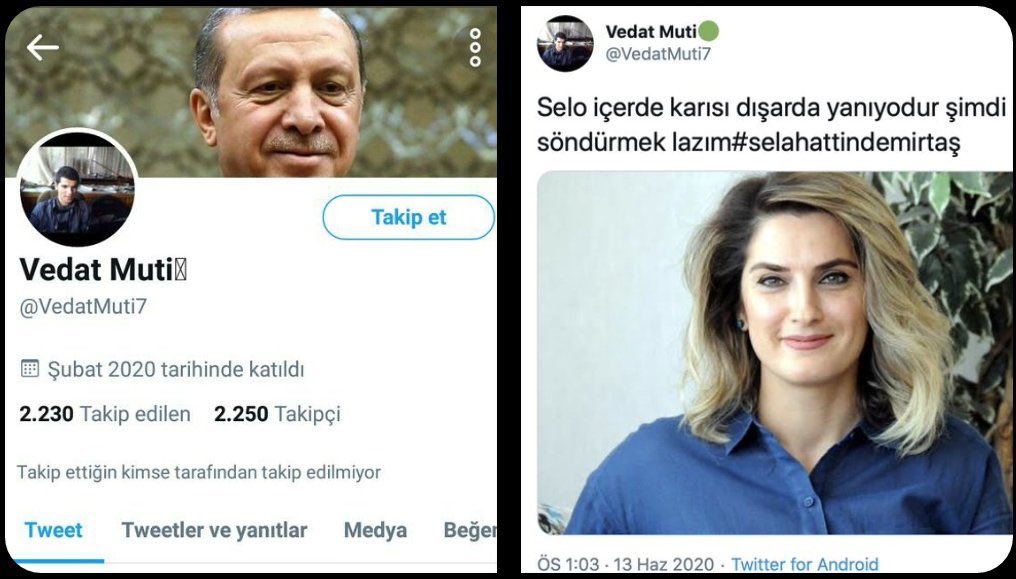 Vedat Muti
@VedatMuti7
Takip et
Şubat 2020 tarihinde katıldı
2.230 Takip edilen 2.250 Takipçi
Takip ettiğin kimse tarafından takip edilmiyor
Tweet Tweetler ve yanıtlar Medya Beğen
Vedat Muti
@VedatMuti7
Selo içerde karısı dışarda yanıyodur şimdi
söndürmek lazım#selahattindemirtaş
ÖS 1:03 · 13 Haz 2020 · Twitter for Android